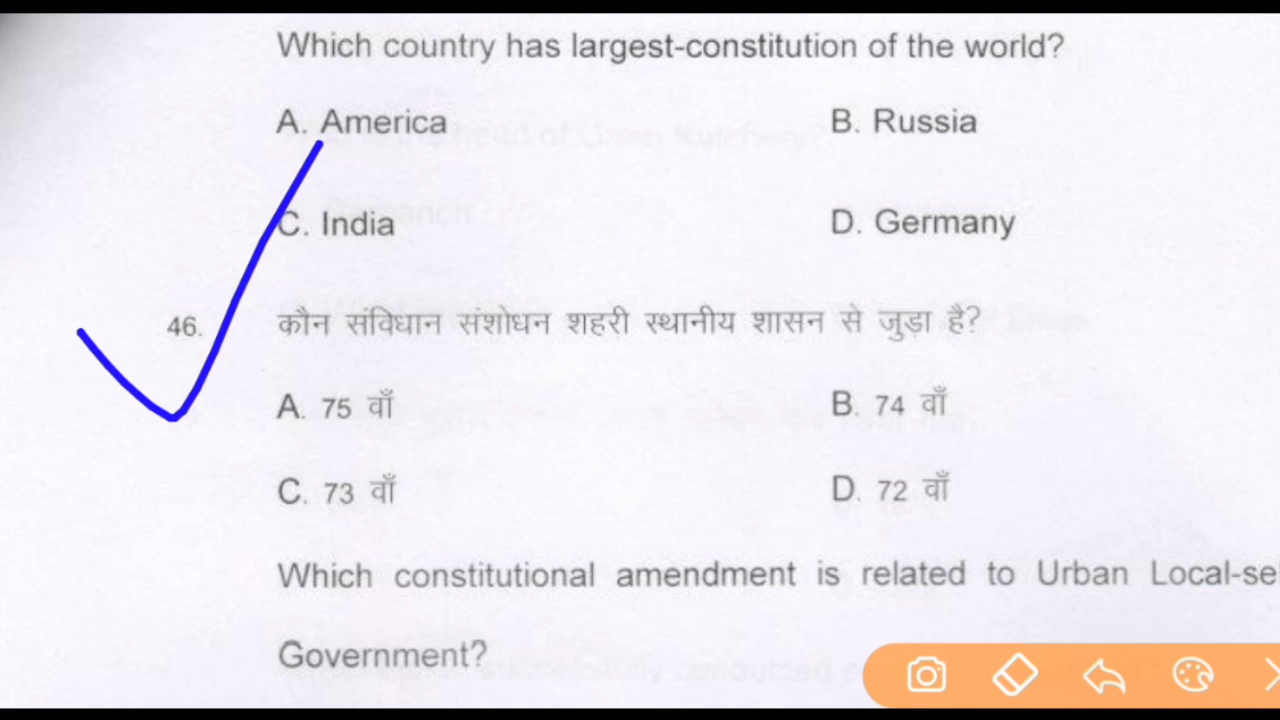 Which country has largest-constitution of the world?
A. America B. Russia
C. India D. Germany
46. कौन संविधान संशोधन शहरी स्थानीय शासन से जुडा है?
A. 75 वाँ B. 74 वाँ
C. 73 वाँ D. 72 वाँ
Which constitutional amendment is related to Urban Local-se
Government?